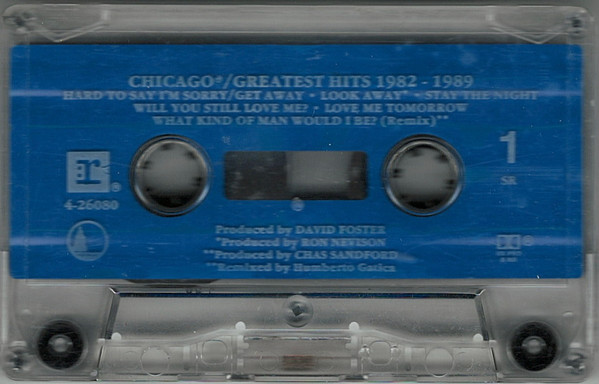 CHICAGO®/GREATEST HITS 1982 - 1989
HARD TO SAY I'M SORRY/GET AWAY • LOOK AWAY* • STAY THE NIGHT
WILL YOU STILL LOVE ME? • LOVE ME TOMORROW
WHAT KIND OF MAN WOULD I BE? (Remix)**
1
SR
r®
4-26080
Produced by DAVID FOSTER
*Produced by RON NEVISON
**Produced by CHAS SANDFORD
**Remixed by Humberto Gatica